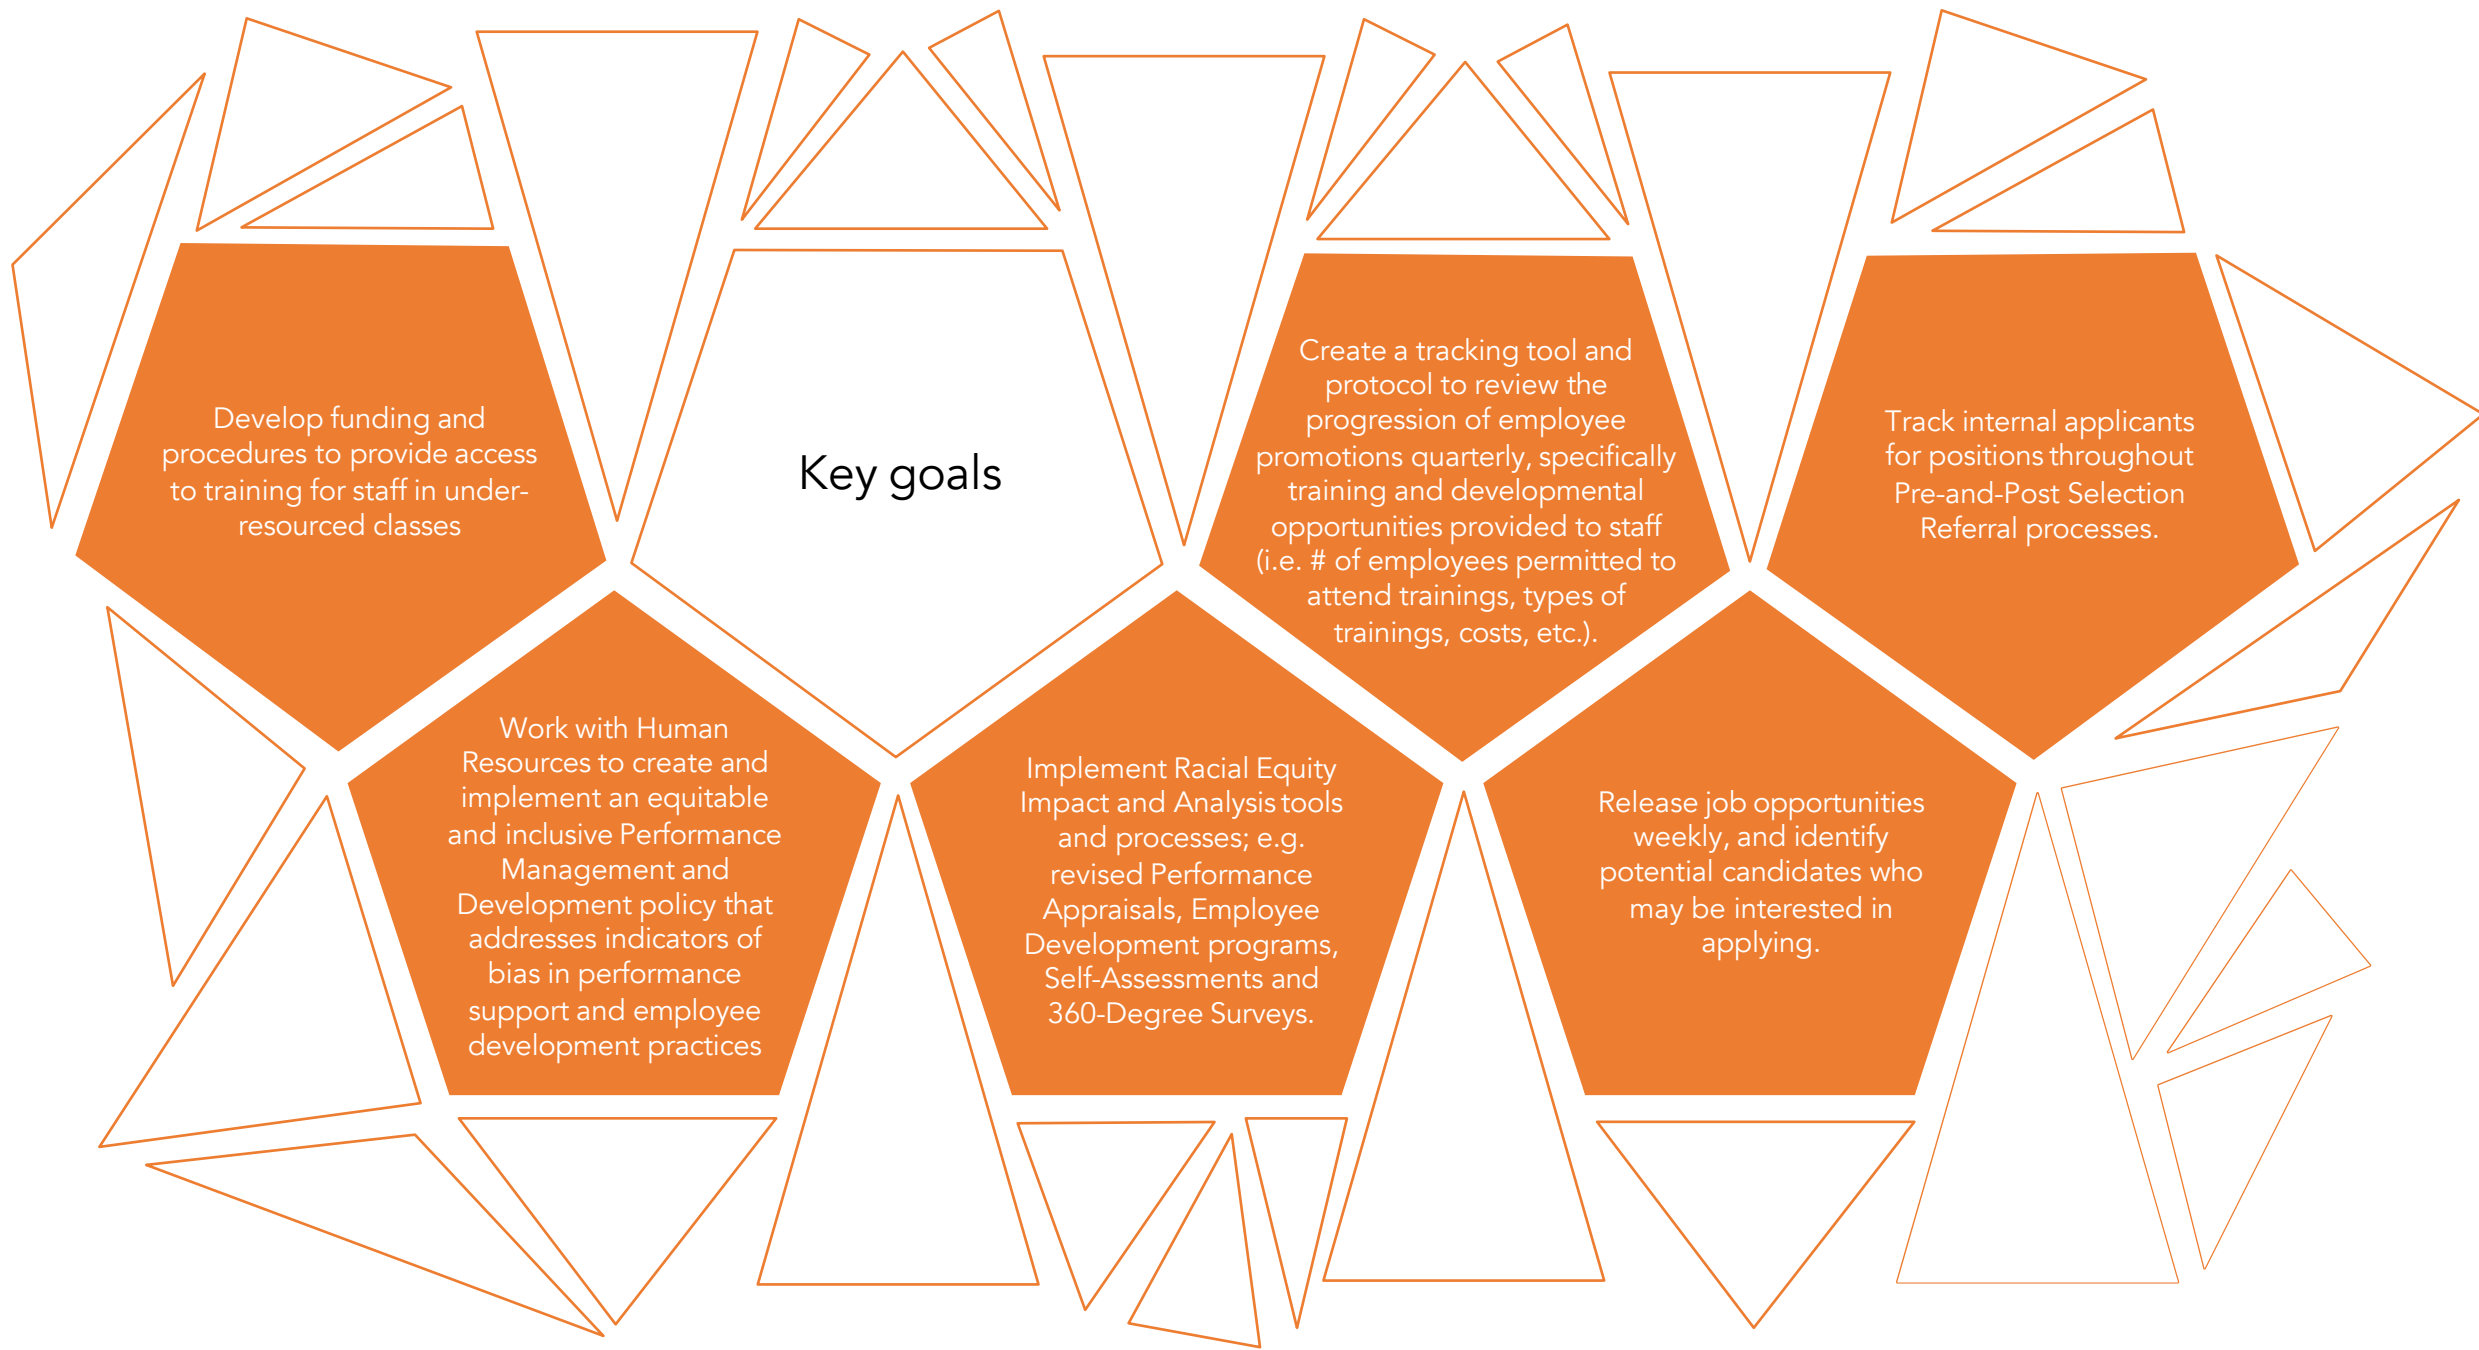 Develop funding and
procedures to provide access
to training for staff in under-
resourced classes
Key goals
Create a tracking tool and
protocol to review the
progression of employee
promotions quarterly, specifically
training and developmental
opportunities provided to staff
(i.e. # of employees permitted to
attend trainings, types of
trainings, costs, etc.).
Track internal applicants
for positions throughout
Pre-and-Post Selection
Referral processes.
Work with Human
Resources to create and
implement an equitable
and inclusive Performance
Management and
Development policy that
addresses indicators of
bias in performance
support and employee
development practices
Implement Racial Equity
Impact and Analysis tools
and processes; e.g.
revised Performance
Appraisals, Employee
Development programs,
Self-Assessments and
360-Degree Surveys.
Release job opportunities
weekly, and identify
potential candidates who
may be interested in
applying.